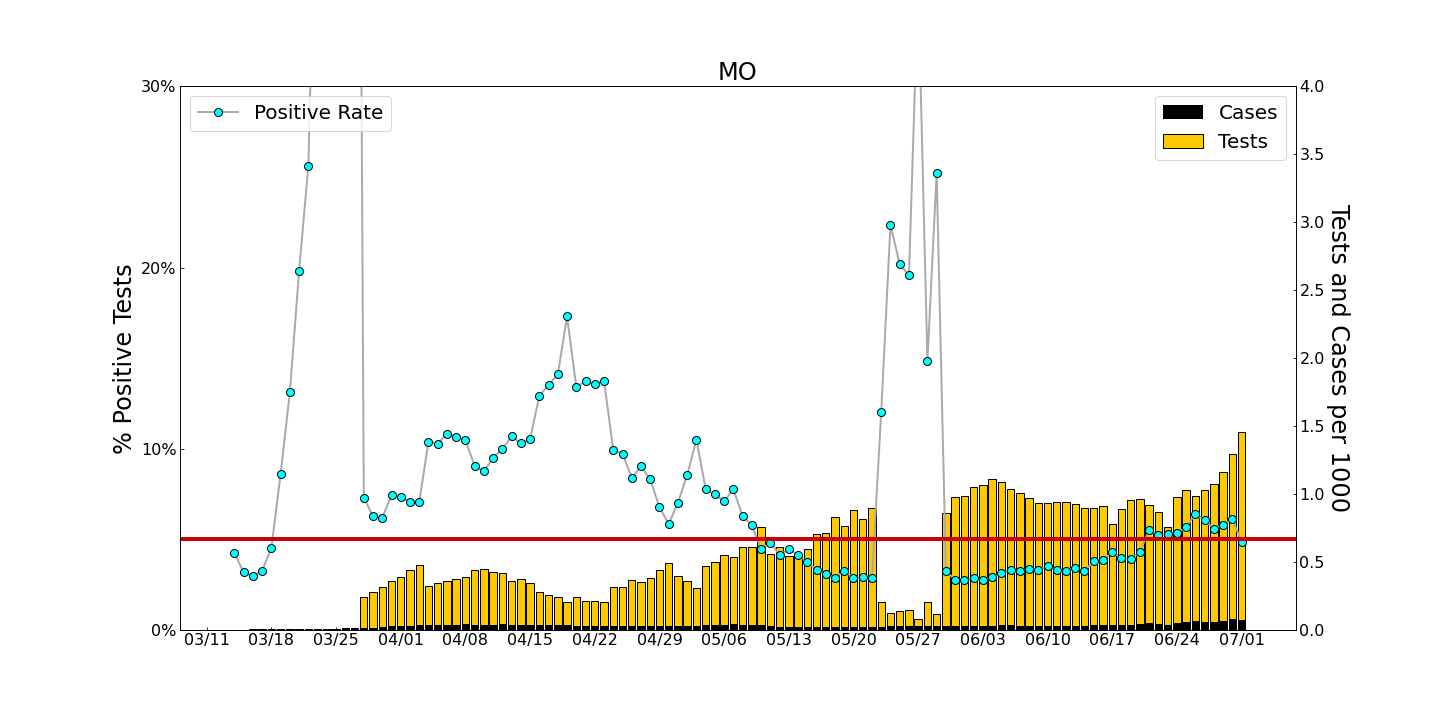 MO
30%
20%
10%
0%
% Positive Tests
Positive Rate
Cases
Tests
4.0
3.5
3.0
2.5
2.0
1.5
1.0
0.5
0.0
Tests and Cases per 1000
03/11 03/18 03/25 04/01 04/08 04/15 04/22 04/29 05/06 05/13 05/20 05/27 06/03 06/10 06/17 06/24 07/01